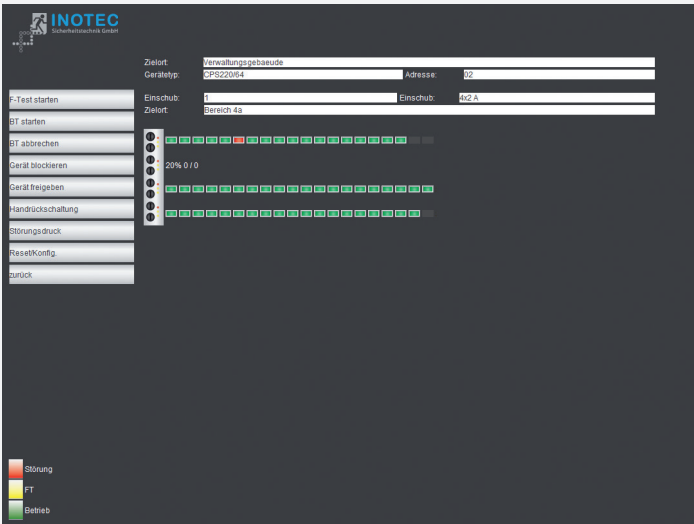 INOTEC
Sicherheitstechnik GmbH
Zielort: Verwaltungsgebaeude
Gerätetyp: CPS220/64 Adresse: 02
Einschub: 1 Einschub: 4x2 A
Zielort: Bereich 4a
F-Test starten
BT starten
BT abbrechen
Gerät blockieren
Gerät freigeben
Handrückschaltung
Störungsdruck
Reset/Konfig.
zurück
20% 0 / 0
Störung
FT
Betrieb